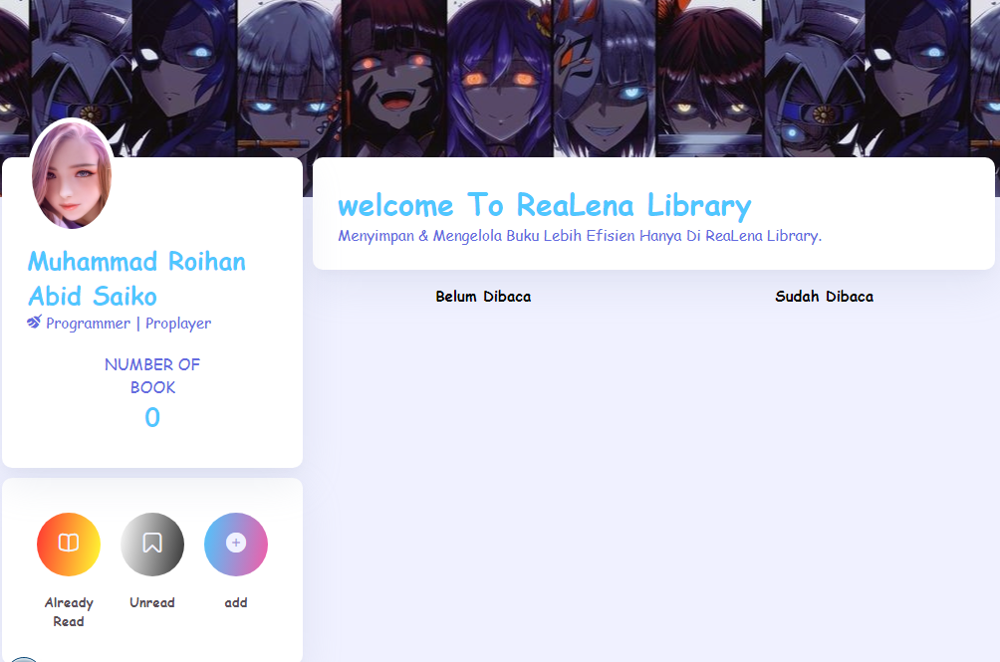 Muhammad Roihan
Abid Saiko
Programmer | Proplayer
NUMBER OF
BOOK
0
Already
Read
Unread
add
welcome To ReaLena Library
Menyimpan & Mengelola Buku Lebih Efisien Hanya Di ReaLena Library.
Belum Dibaca
Sudah Dibaca